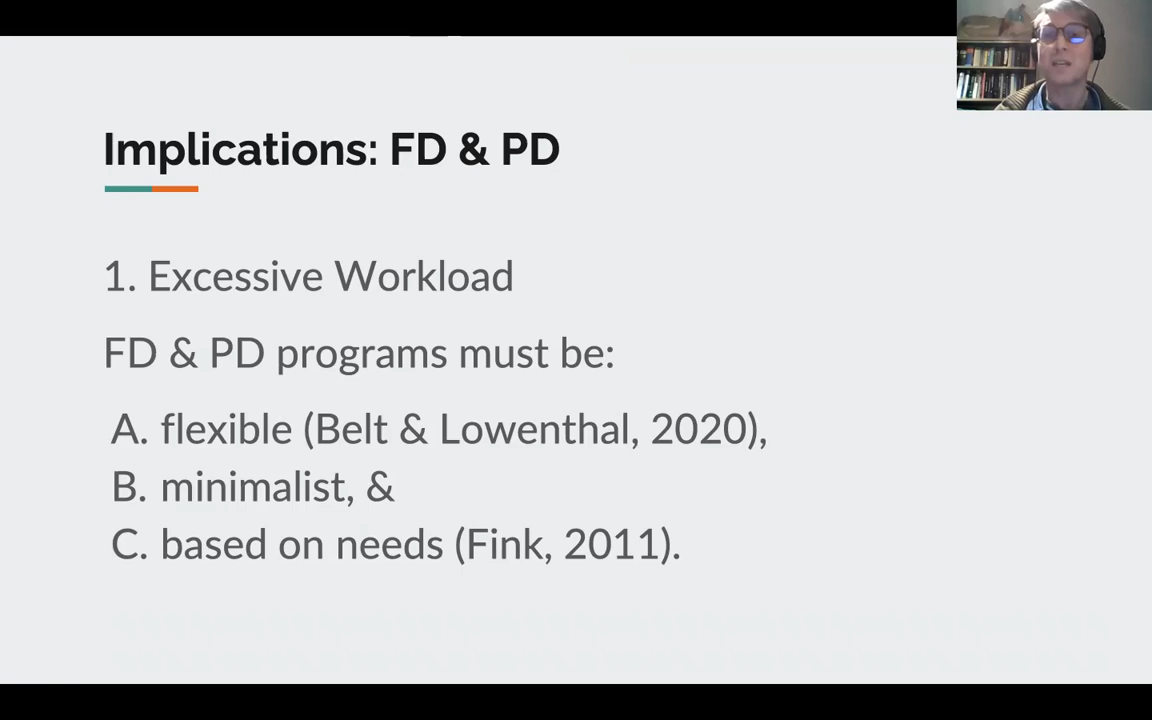 Implications: FD & PD
1. Excessive Workload
FD & PD programs must be:
A. flexible (Belt & Lowenthal, 2020),
B. minimalist, &
C. based on needs (Fink, 2011).